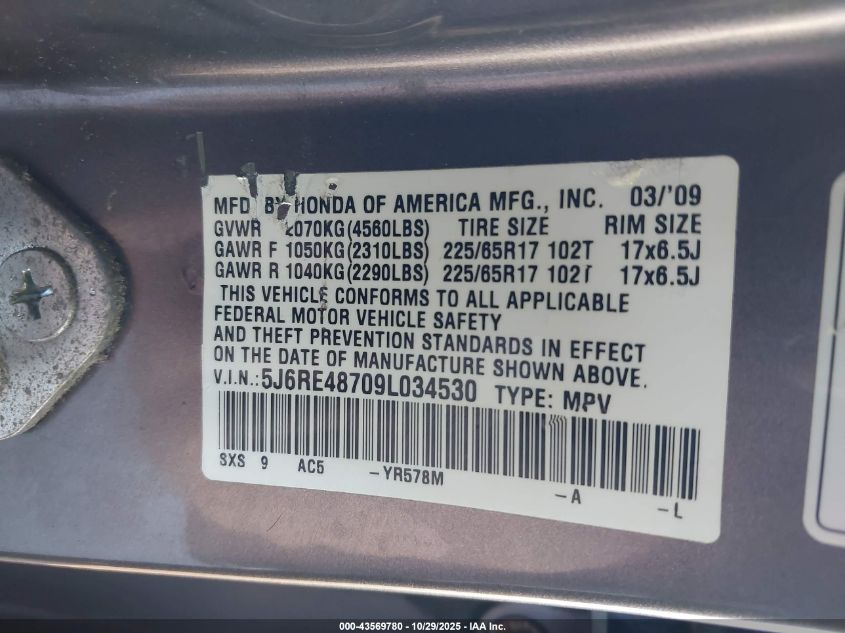 MFD BY HONDA OF AMERICA MFG., INC. 03/'09
GVWR 2070KG(4560LBS) TIRE SIZE RIM SIZE
GAWR F 1050KG(2310LBS) 225/65R17 102T 17x6.5J
GAWR R 1040KG(2290LBS) 225/65R17 102T 17x6.5J
THIS VEHICLE CONFORMS TO ALL APPLICABLE
FEDERAL MOTOR VEHICLE SAFETY
AND THEFT PREVENTION STANDARDS IN EFFECT
ON THE DATE OF MANUFACTURE SHOWN ABOVE.
V.I.N.:5J6RE48709L034530 TYPE: MPV
SXS 9 AC5 -YR578M -A -L
000-43569780 - 10/29/2025 - IAA Inc.